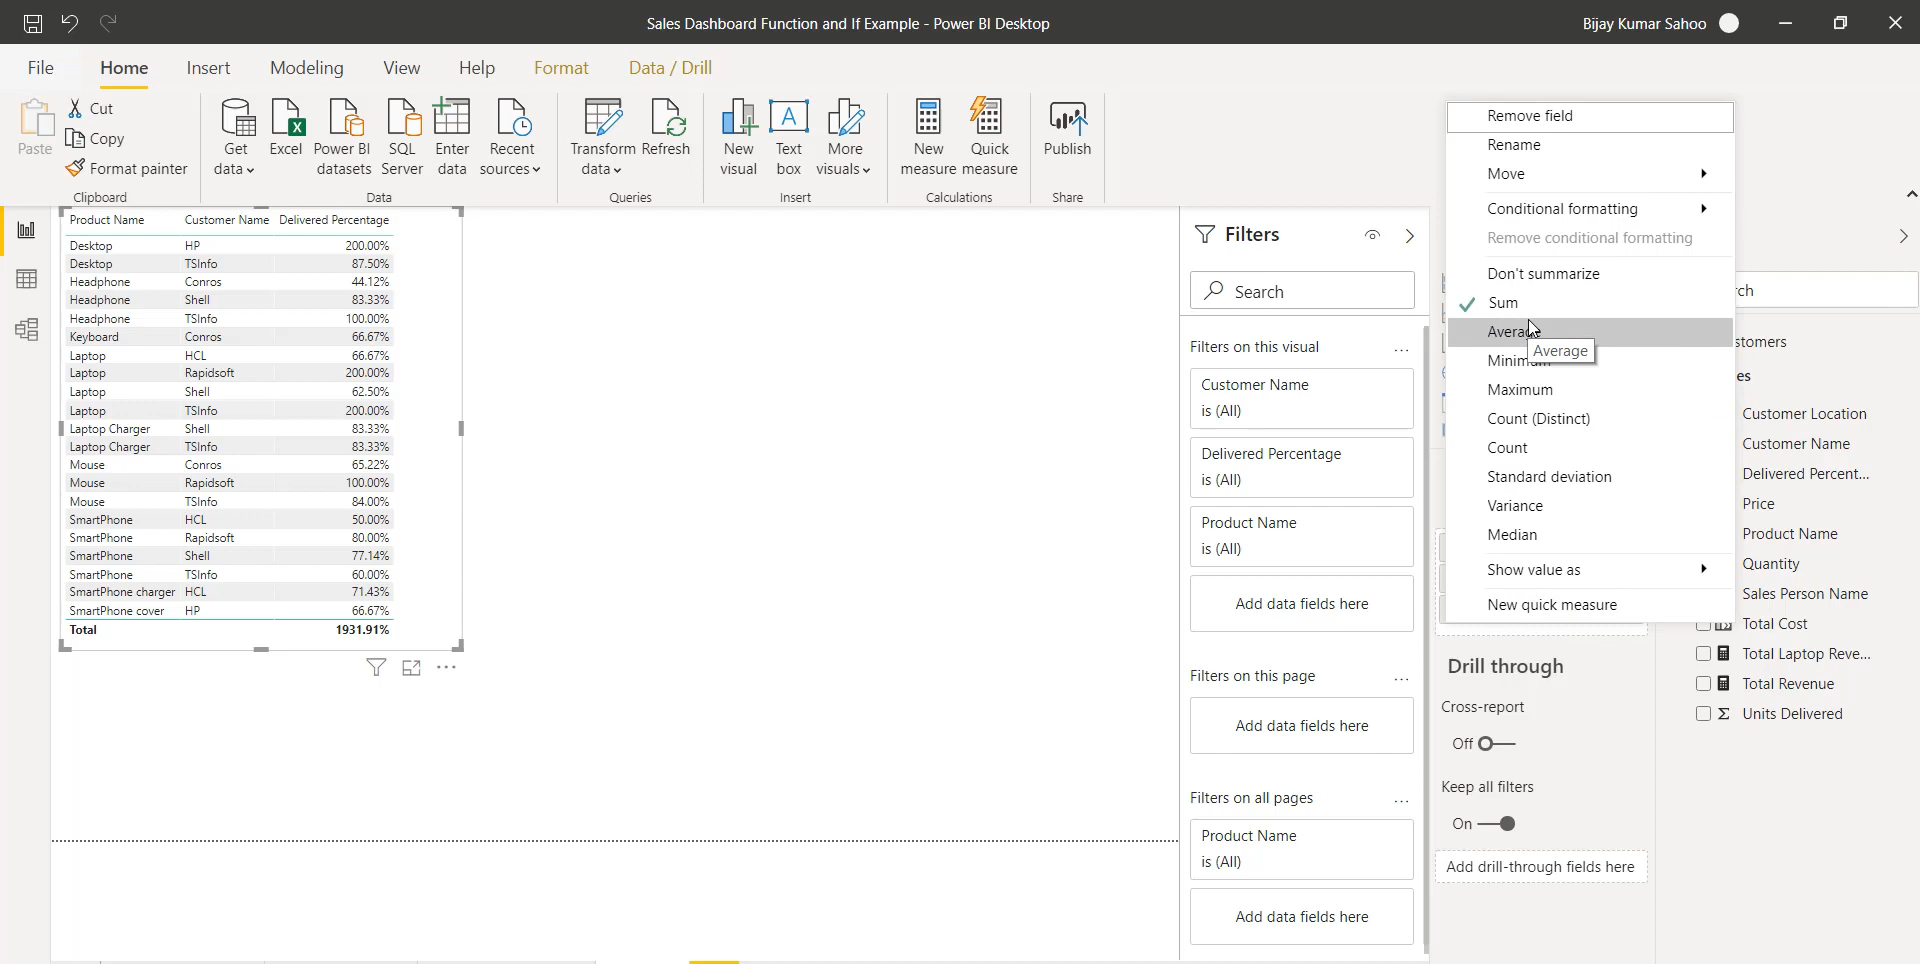 Sales Dashboard Function and If Example - Power BI Desktop
Bijay Kumar Sahoo
File Home Insert Modeling View Help Format Data / Drill
Paste
Cut
Copy
Format painter
Clipboard
Get data
Excel
Power BI datasets
SQL Server
Enter data
Recent sources
Data
Transform data
Refresh
Queries
New visual
Text box
More visuals
Insert
New measure
Quick measure
Calculations
Publish
Share
Product Name Customer Name Delivered Percentage
Desktop HP 200.00%
Desktop TSInfo 87.50%
Headphone Conros 44.12%
Headphone Shell 83.33%
Headphone TSInfo 100.00%
Keyboard Conros 66.67%
Laptop HCL 66.67%
Laptop Rapidsoft 200.00%
Laptop Shell 62.50%
Laptop TSInfo 200.00%
Laptop Charger Shell 83.33%
Laptop Charger TSInfo 83.33%
Mouse Conros 65.22%
Mouse Rapidsoft 100.00%
Mouse TSInfo 84.00%
SmartPhone HCL 50.00%
SmartPhone Rapidsoft 80.00%
SmartPhone Shell 77.14%
SmartPhone TSInfo 60.00%
SmartPhone charger HCL 71.43%
SmartPhone cover HP 66.67%
Total 1931.91%
Filters
Search
Filters on this visual ...
Customer Name
is (All)
Delivered Percentage
is (All)
Product Name
is (All)
Add data fields here
Filters on this page ...
Add data fields here
Filters on all pages ...
Product Name
is (All)
Add data fields here
Remove field
Rename
Move
Conditional formatting
Remove conditional formatting
Don't summarize
Sum
Average
Minimum
Maximum
Count (Distinct)
Count
Standard deviation
Variance
Median
Show value as
New quick measure
Drill through
Cross-report
Off
Keep all filters
On
Add drill-through fields here
rch
stomers
es
Customer Location
Customer Name
Delivered Percent...
Price
Product Name
Quantity
Sales Person Name
Total Cost
Total Laptop Reve...
Total Revenue
Σ Units Delivered